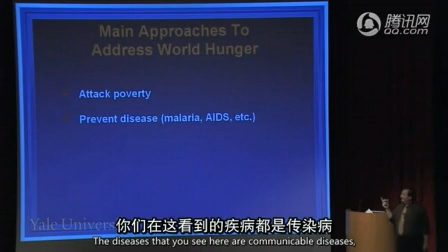 腾讯网
QQ.com
Main Approaches To
Address World Hunger
Attack poverty
Prevent disease (malaria, AIDS, etc.)
Yale Univers
你们在这看到的疾病都是传染病
The diseases that you see here are communicable diseases,